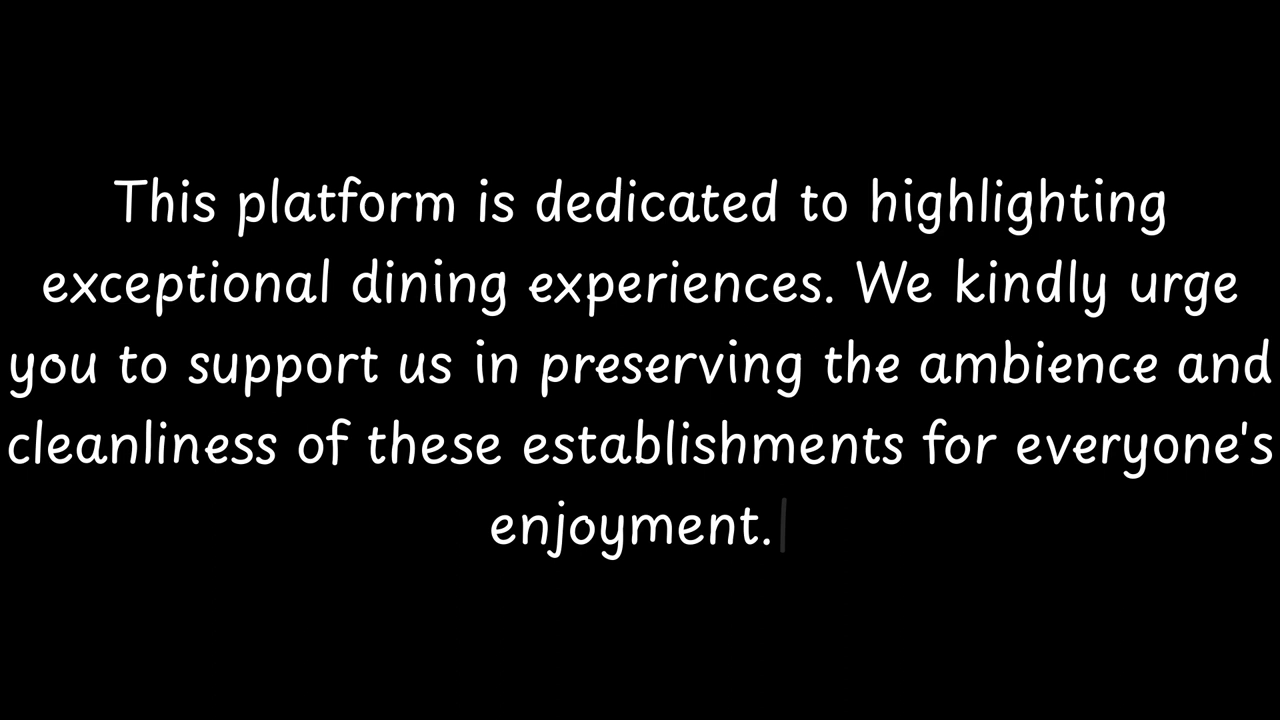 This platform is dedicated to highlighting
exceptional dining experiences. We kindly urge
you to support us in preserving the ambience and
cleanliness of these establishments for everyone's
enjoyment.